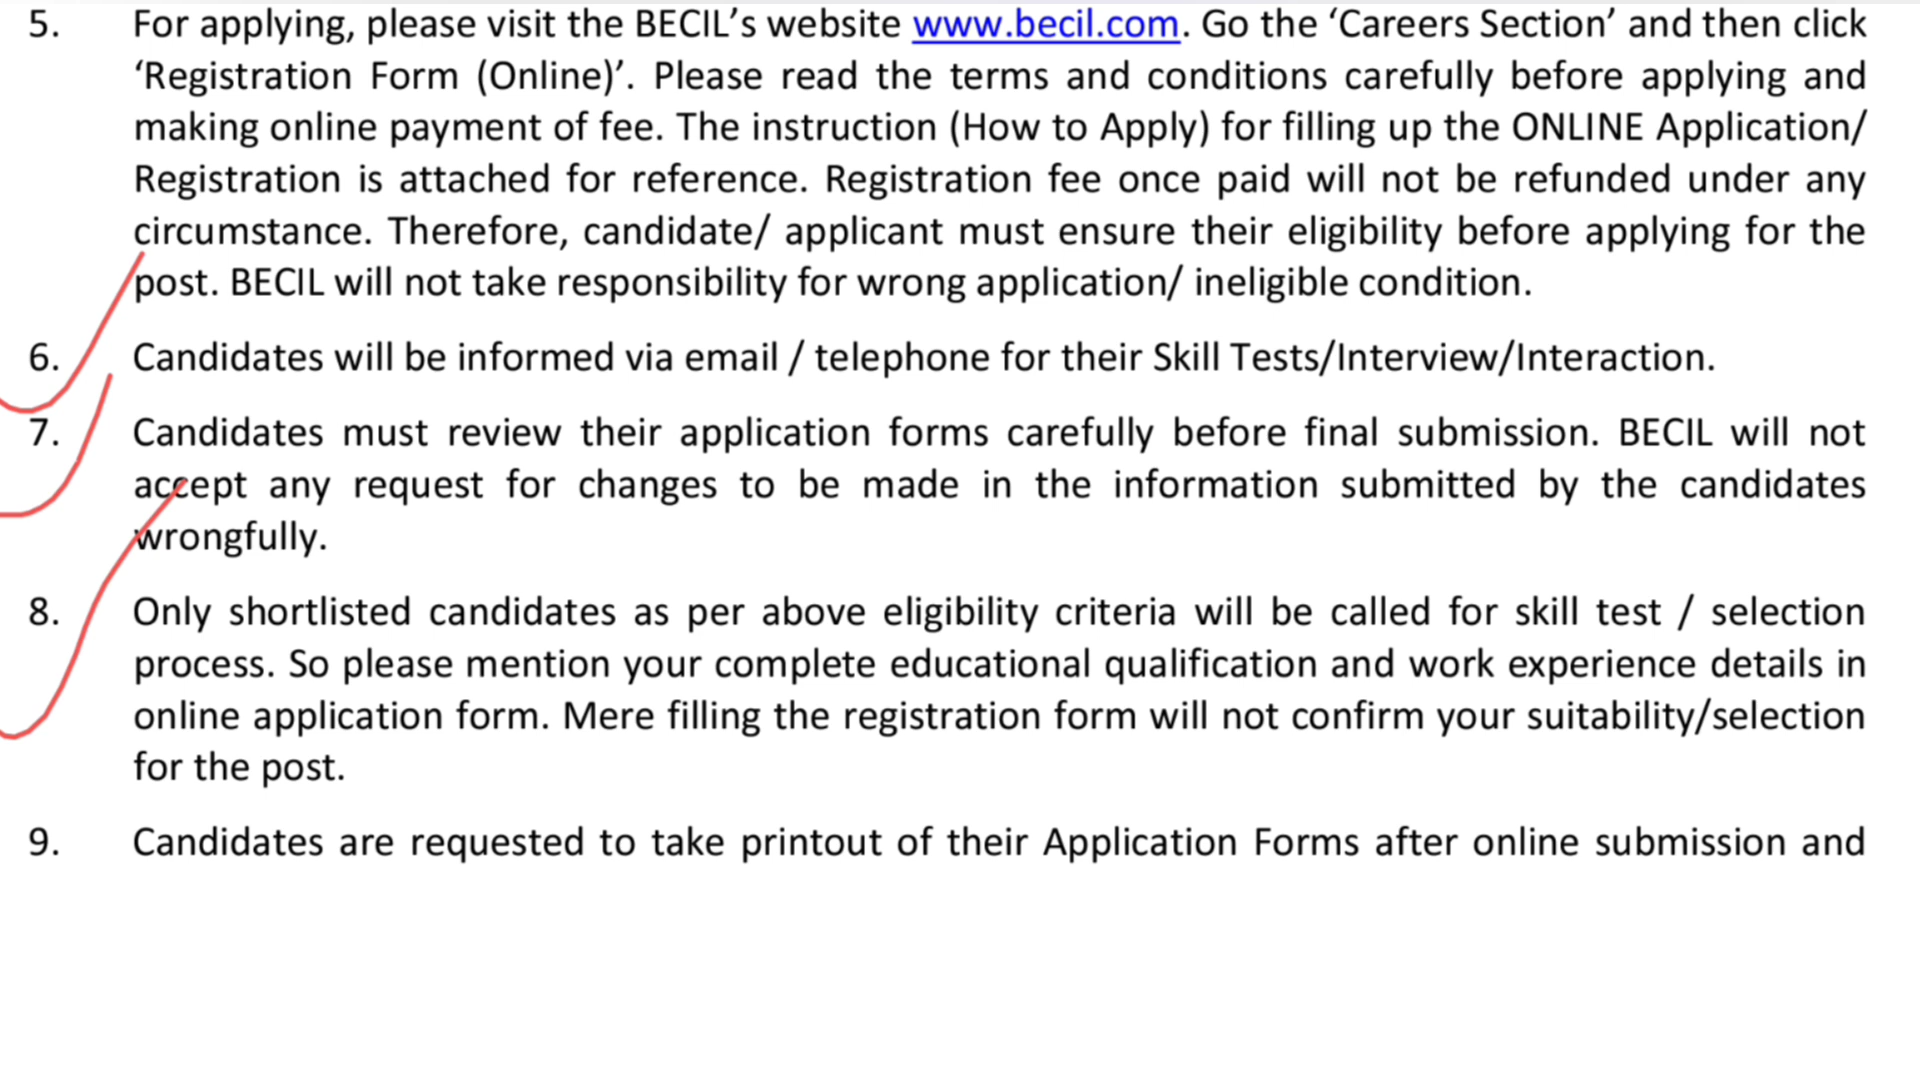 5. For applying, please visit the BECIL’s website www.becil.com. Go the ‘Careers Section’ and then click
‘Registration Form (Online)’. Please read the terms and conditions carefully before applying and
making online payment of fee. The instruction (How to Apply) for filling up the ONLINE Application/
Registration is attached for reference. Registration fee once paid will not be refunded under any
circumstance. Therefore, candidate/ applicant must ensure their eligibility before applying for the
post. BECIL will not take responsibility for wrong application/ ineligible condition.
6. Candidates will be informed via email / telephone for their Skill Tests/Interview/Interaction.
7. Candidates must review their application forms carefully before final submission. BECIL will not
accept any request for changes to be made in the information submitted by the candidates
wrongfully.
8. Only shortlisted candidates as per above eligibility criteria will be called for skill test / selection
process. So please mention your complete educational qualification and work experience details in
online application form. Mere filling the registration form will not confirm your suitability/selection
for the post.
9. Candidates are requested to take printout of their Application Forms after online submission and